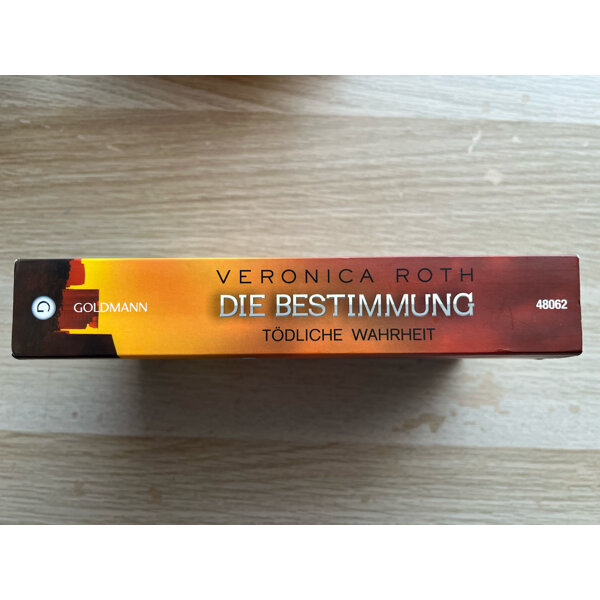 G
GOLDMANN
VERONICA ROTH
DIE BESTIMMUNG
TÖDLICHE WAHRHEIT
48062